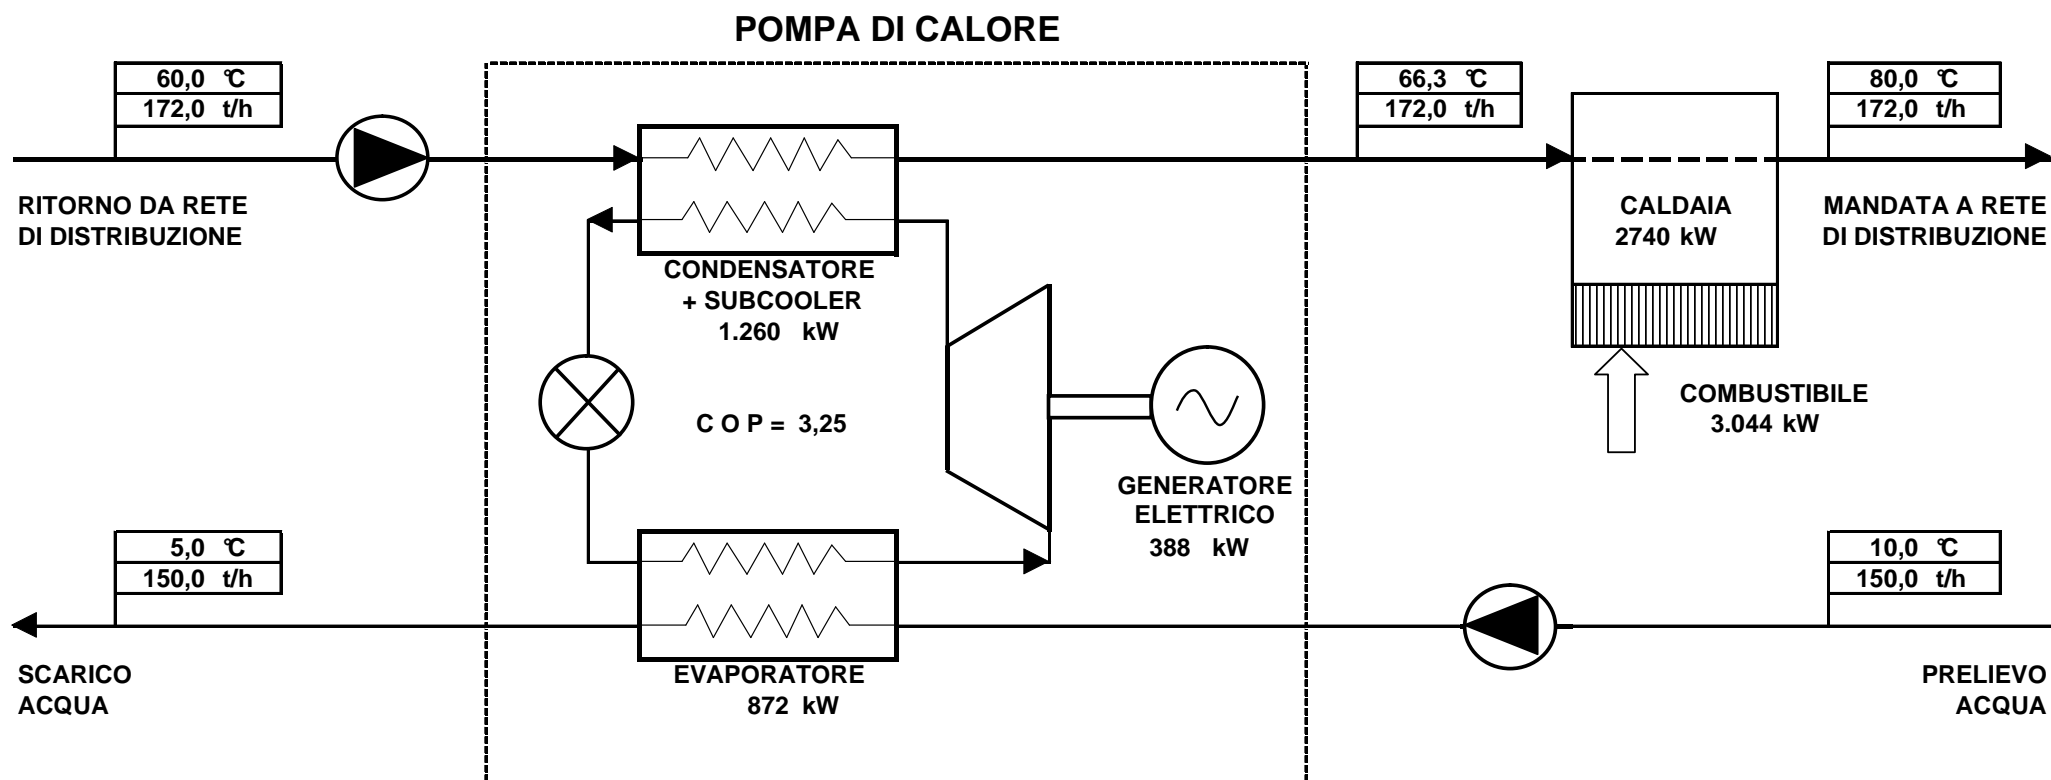 POMPA DI CALORE
60,0 °C
172,0 t/h
66,3 °C
172,0 t/h
80,0 °C
172,0 t/h
RITORNO DA RETE
DI DISTRIBUZIONE
CALDAIA
2740 kW
MANDATA A RETE
DI DISTRIBUZIONE
CONDENSATORE
+ SUBCOOLER
1.260 kW
COMBUSTIBILE
3.044 kW
C O P = 3,25
GENERATORE
ELETTRICO
388 kW
5,0 °C
150,0 t/h
10,0 °C
150,0 t/h
SCARICO
ACQUA
EVAPORATORE
872 kW
PRELIEVO
ACQUA